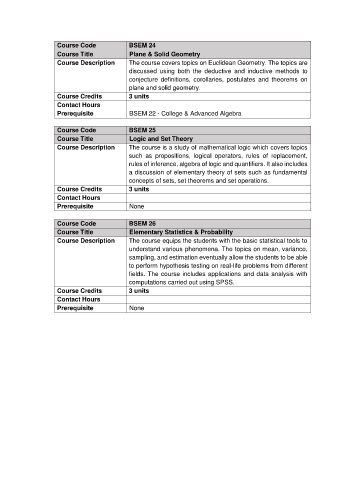 Course Code BSEM 24
Course Title Plane & Solid Geometry
Course Description The course covers topics on Euclidean Geometry. The topics are
discussed using both the deductive and inductive methods to
conjecture definitions, corollaries, postulates and theorems on
plane and solid geometry.
Course Credits 3 units
Contact Hours
Prerequisite BSEM 22 - College & Advanced Algebra
Course Code BSEM 25
Course Title Logic and Set Theory
Course Description The course is a study of mathematical logic which covers topics
such as propositions, logical operators, rules of replacement,
rules of inference, algebra of logic and quantifiers. It also includes
a discussion of elementary theory of sets such as fundamental
concepts of sets, set theorems and set operations.
Course Credits 3 units
Contact Hours
Prerequisite None
Course Code BSEM 26
Course Title Elementary Statistics & Probability
Course Description The course equips the students with the basic statistical tools to
understand various phenomena. The topics on mean, variance,
sampling, and estimation eventually allow the students to be able
to perform hypothesis testing on real-life problems from different
fields. The course includes applications and data analysis with
computations carried out using SPSS.
Course Credits 3 units
Contact Hours
Prerequisite None